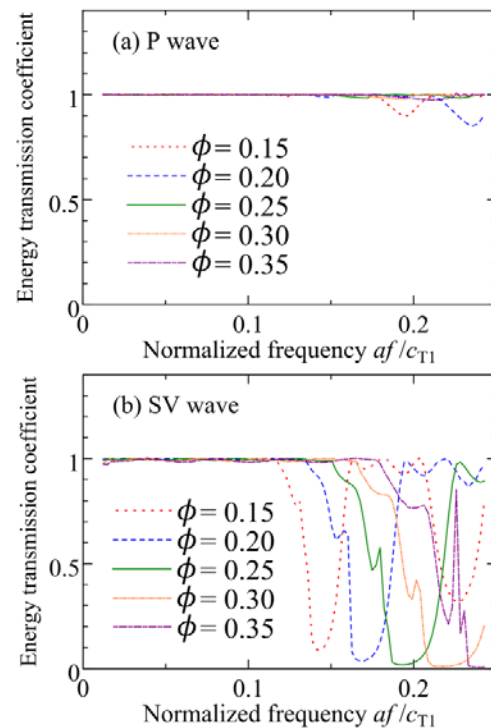 (a) P wave
Energy transmission coefficient
1
0.5
0
ϕ = 0.15
ϕ = 0.20
ϕ = 0.25
ϕ = 0.30
ϕ = 0.35
0 0.1 0.2
Normalized frequency af/cT1
(b) SV wave
Energy transmission coefficient
1
0.5
0
ϕ = 0.15
ϕ = 0.20
ϕ = 0.25
ϕ = 0.30
ϕ = 0.35
0 0.1 0.2
Normalized frequency af/cT1